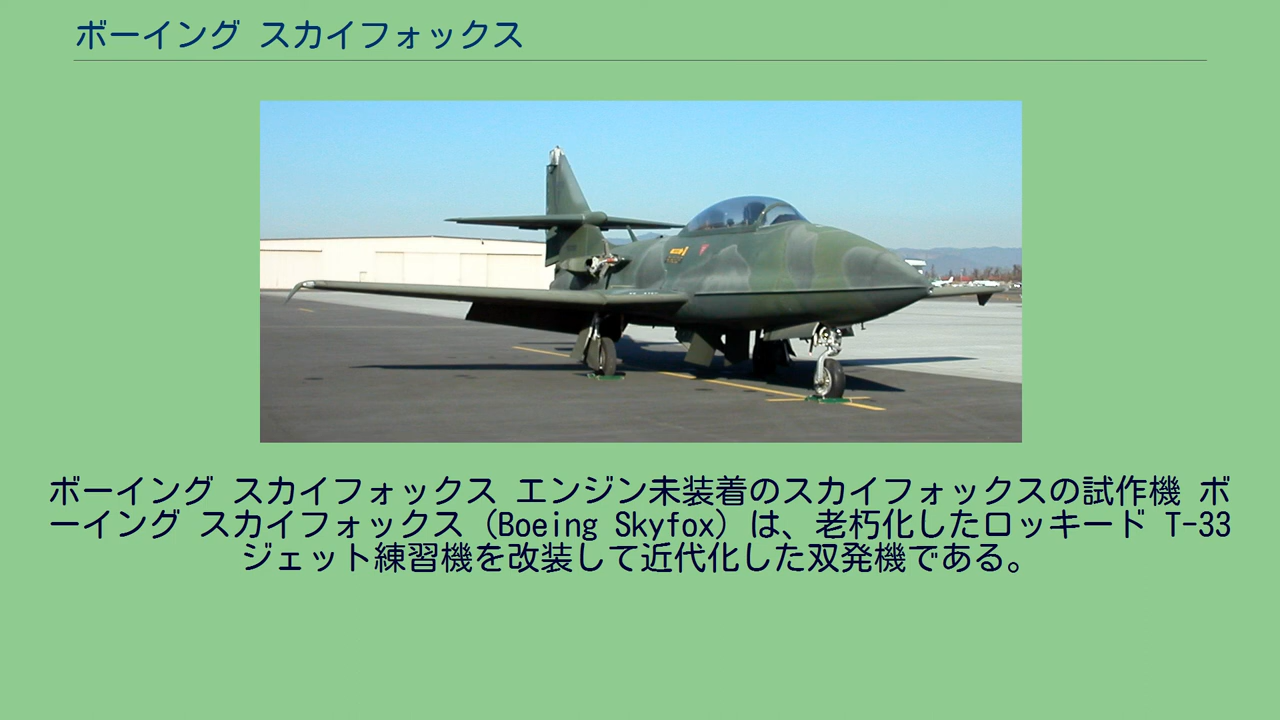 ボーイング スカイフォックス
ボーイング スカイフォックス エンジン未装着のスカイフォックスの試作機 ボ
ーイング スカイフォックス（Boeing Skyfox）は、老朽化したロッキード T-33
ジェット練習機を改装して近代化した双発機である。